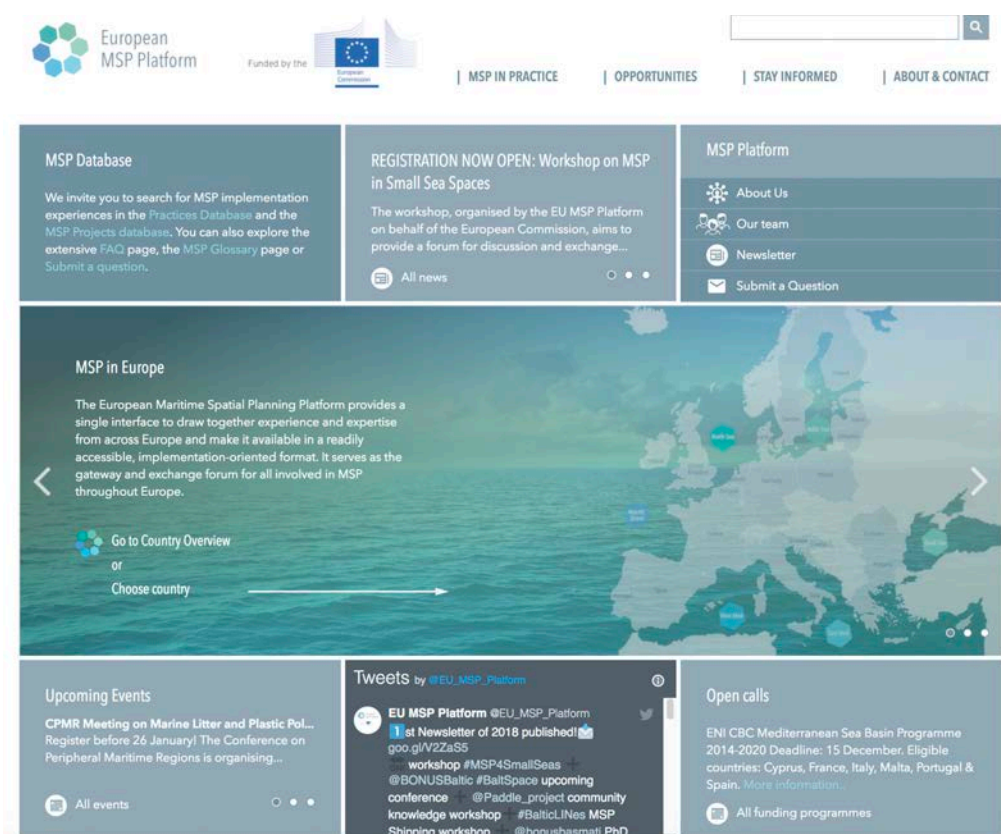 European
MSP Platform
Funded by the
European
Commission
| MSP IN PRACTICE | OPPORTUNITIES | STAY INFORMED | ABOUT & CONTACT
MSP Database
We invite you to search for MSP implementation
experiences in the Practices Database and the
MSP Projects database. You can also explore the
extensive FAQ page, the MSP Glossary page or
Submit a question.
REGISTRATION NOW OPEN: Workshop on MSP
in Small Sea Spaces
The workshop, organised by the EU MSP Platform
on behalf of the European Commission, aims to
provide a forum for discussion and exchange...
All news
MSP Platform
About Us
Our team
Newsletter
Submit a Question
MSP in Europe
The European Maritime Spatial Planning Platform provides a
single interface to draw together experience and expertise
from across Europe and make it available in a readily
accessible, implementation-oriented format. It serves as the
gateway and exchange forum for all involved in MSP
throughout Europe.
Go to Country Overview
or
Choose country
North Sea
Upcoming Events
CPMR Meeting on Marine Litter and Plastic Pol...
Register before 26 January! The Conference on
Peripheral Maritime Regions is organising...
All events
Tweets by @EU_MSP_Platform
EU MSP Platform @EU_MSP_Platform
1 st Newsletter of 2018 published!
goo.gl/V2ZaS5
workshop #MSP4SmallSeas
@BONUSBaltic #BaltSpace upcoming
conference @Paddle_project community
knowledge workshop #BalticLINes MSP
Shipping workshop @bonusbasmati PhD
Open calls
ENI CBC Mediterranean Sea Basin Programme
2014-2020 Deadline: 15 December. Eligible
countries: Cyprus, France, Italy, Malta, Portugal &
Spain. More information...
All funding programmes